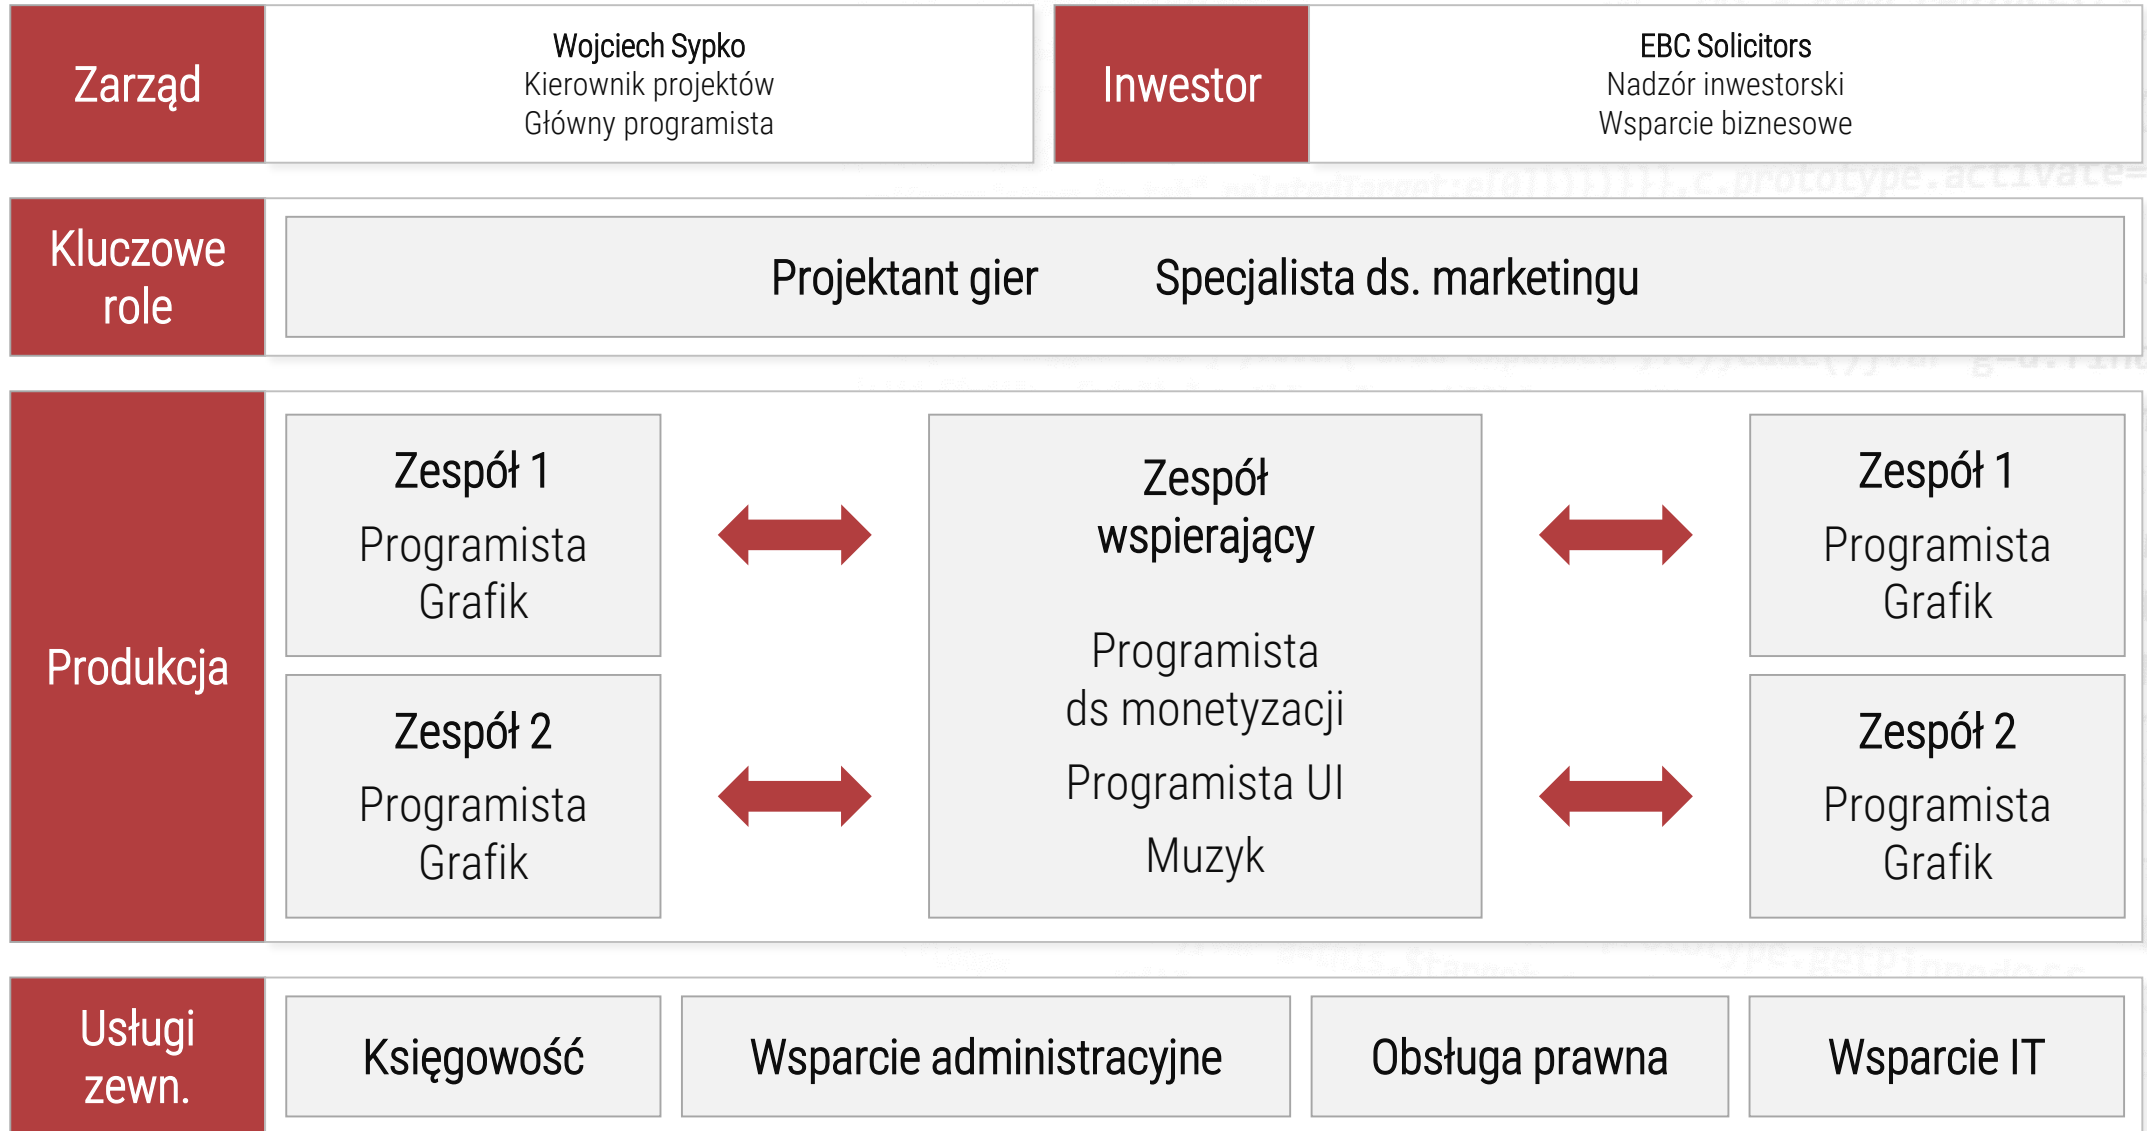 Zarząd
Wojciech Sypko
Kierownik projektów
Główny programista
Inwestor
EBC Solicitors
Nadzór inwestorski
Wsparcie biznesowe
Kluczowe
role
Projektant gier
Specjalista ds. marketingu
Produkcja
Zespół 1
Programista
Grafik
Zespół 2
Programista
Grafik
Zespół
wspierający
Programista
ds monetyzacji
Programista UI
Muzyk
Zespół 1
Programista
Grafik
Zespół 2
Programista
Grafik
Usługi
zewn.
Księgowość
Wsparcie administracyjne
Obsługa prawna
Wsparcie IT